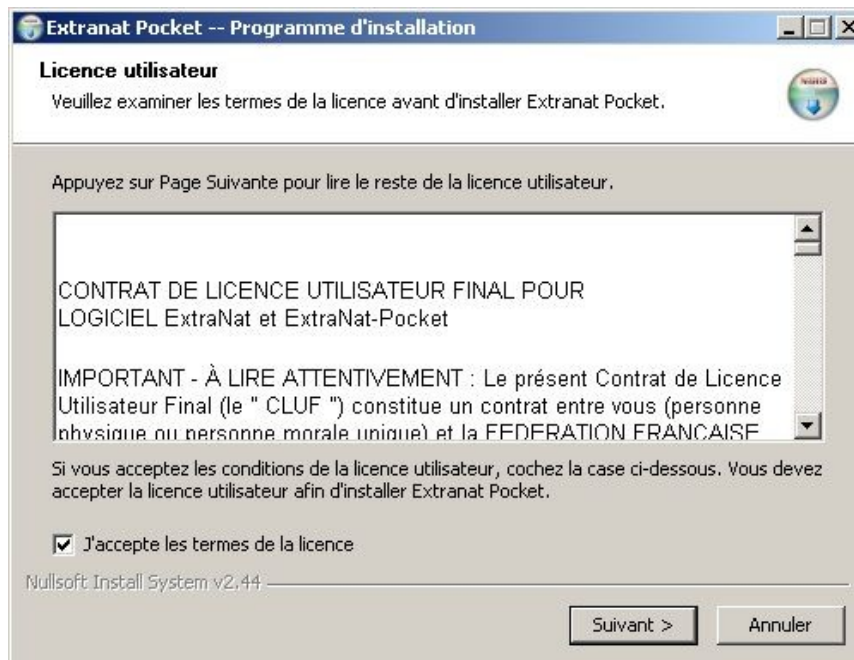 Extranat Pocket -- Programme d'installation
Licence utilisateur
Veuillez examiner les termes de la licence avant d'installer Extranat Pocket.
Appuyez sur Page Suivante pour lire le reste de la licence utilisateur.
CONTRAT DE LICENCE UTILISATEUR FINAL POUR
LOGICIEL ExtraNat et ExtraNat-Pocket
IMPORTANT - À LIRE ATTENTIVEMENT : Le présent Contrat de Licence
Utilisateur Final (le " CLUF ") constitue un contrat entre vous (personne
physique ou personne morale unique) et la FEDERATION FRANCAISE
Si vous acceptez les conditions de la licence utilisateur, cochez la case ci-dessous. Vous devez
accepter la licence utilisateur afin d'installer Extranat Pocket.
J'accepte les termes de la licence
Nullsoft Install System v2.44
Suivant >
Annuler